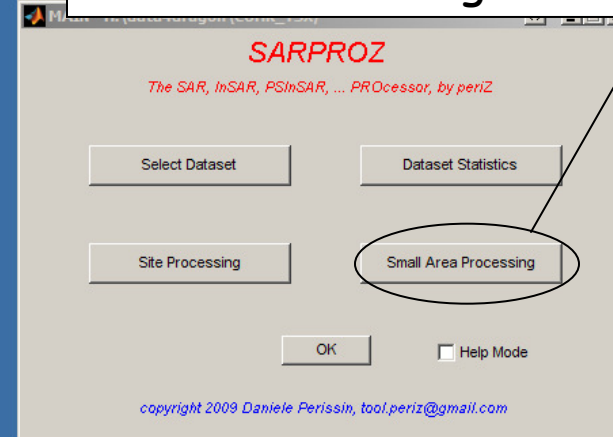 SARPROZ
The SAR, InSAR, PSInSAR, ... PROcessor, by periZ
Select Dataset
Dataset Statistics
Site Processing
Small Area Processing
OK
Help Mode
copyright 2009 Daniele Perissin, tool.periz@gmail.com